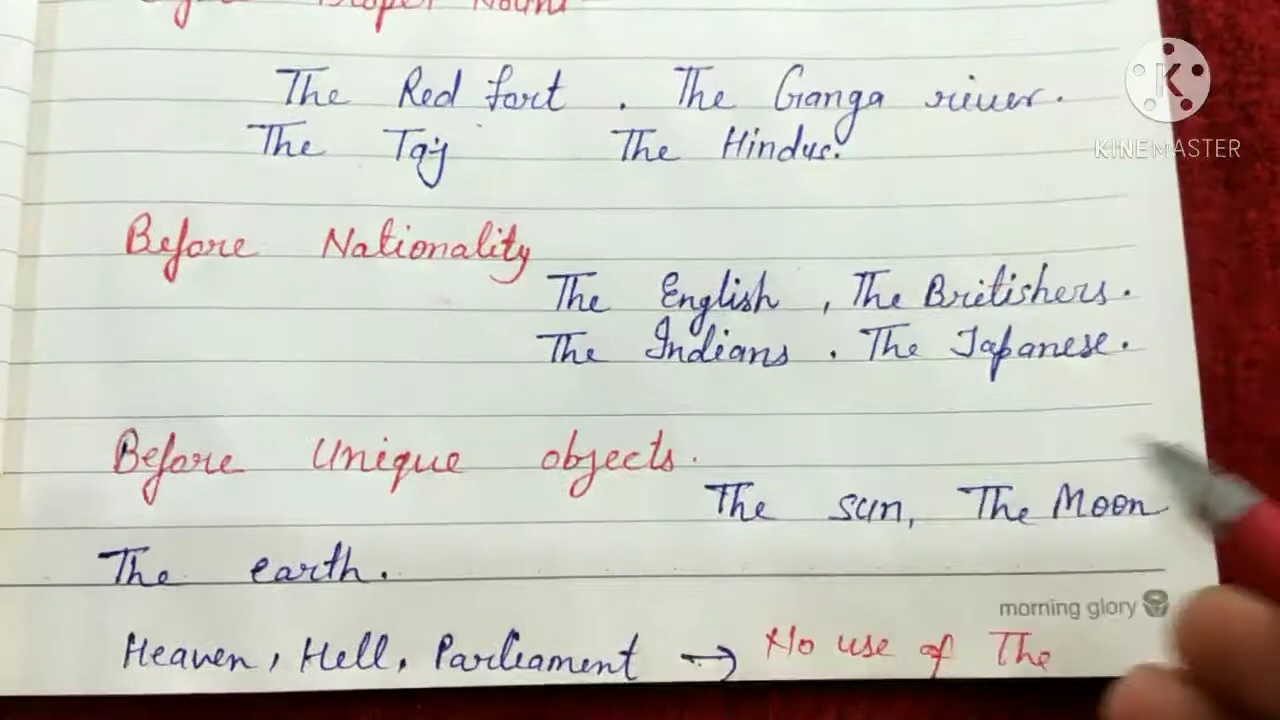 Proper Noun
The Red fort . The Ganga river.
The Taj The Hindus.
Before Nationality
The English , The Britishers.
The Indians . The Japanese.
Before Unique objects.
The sun, The Moon
The earth.
Heaven, Hell, Parliament → No use of The
morning glory
K
KINEMASTER